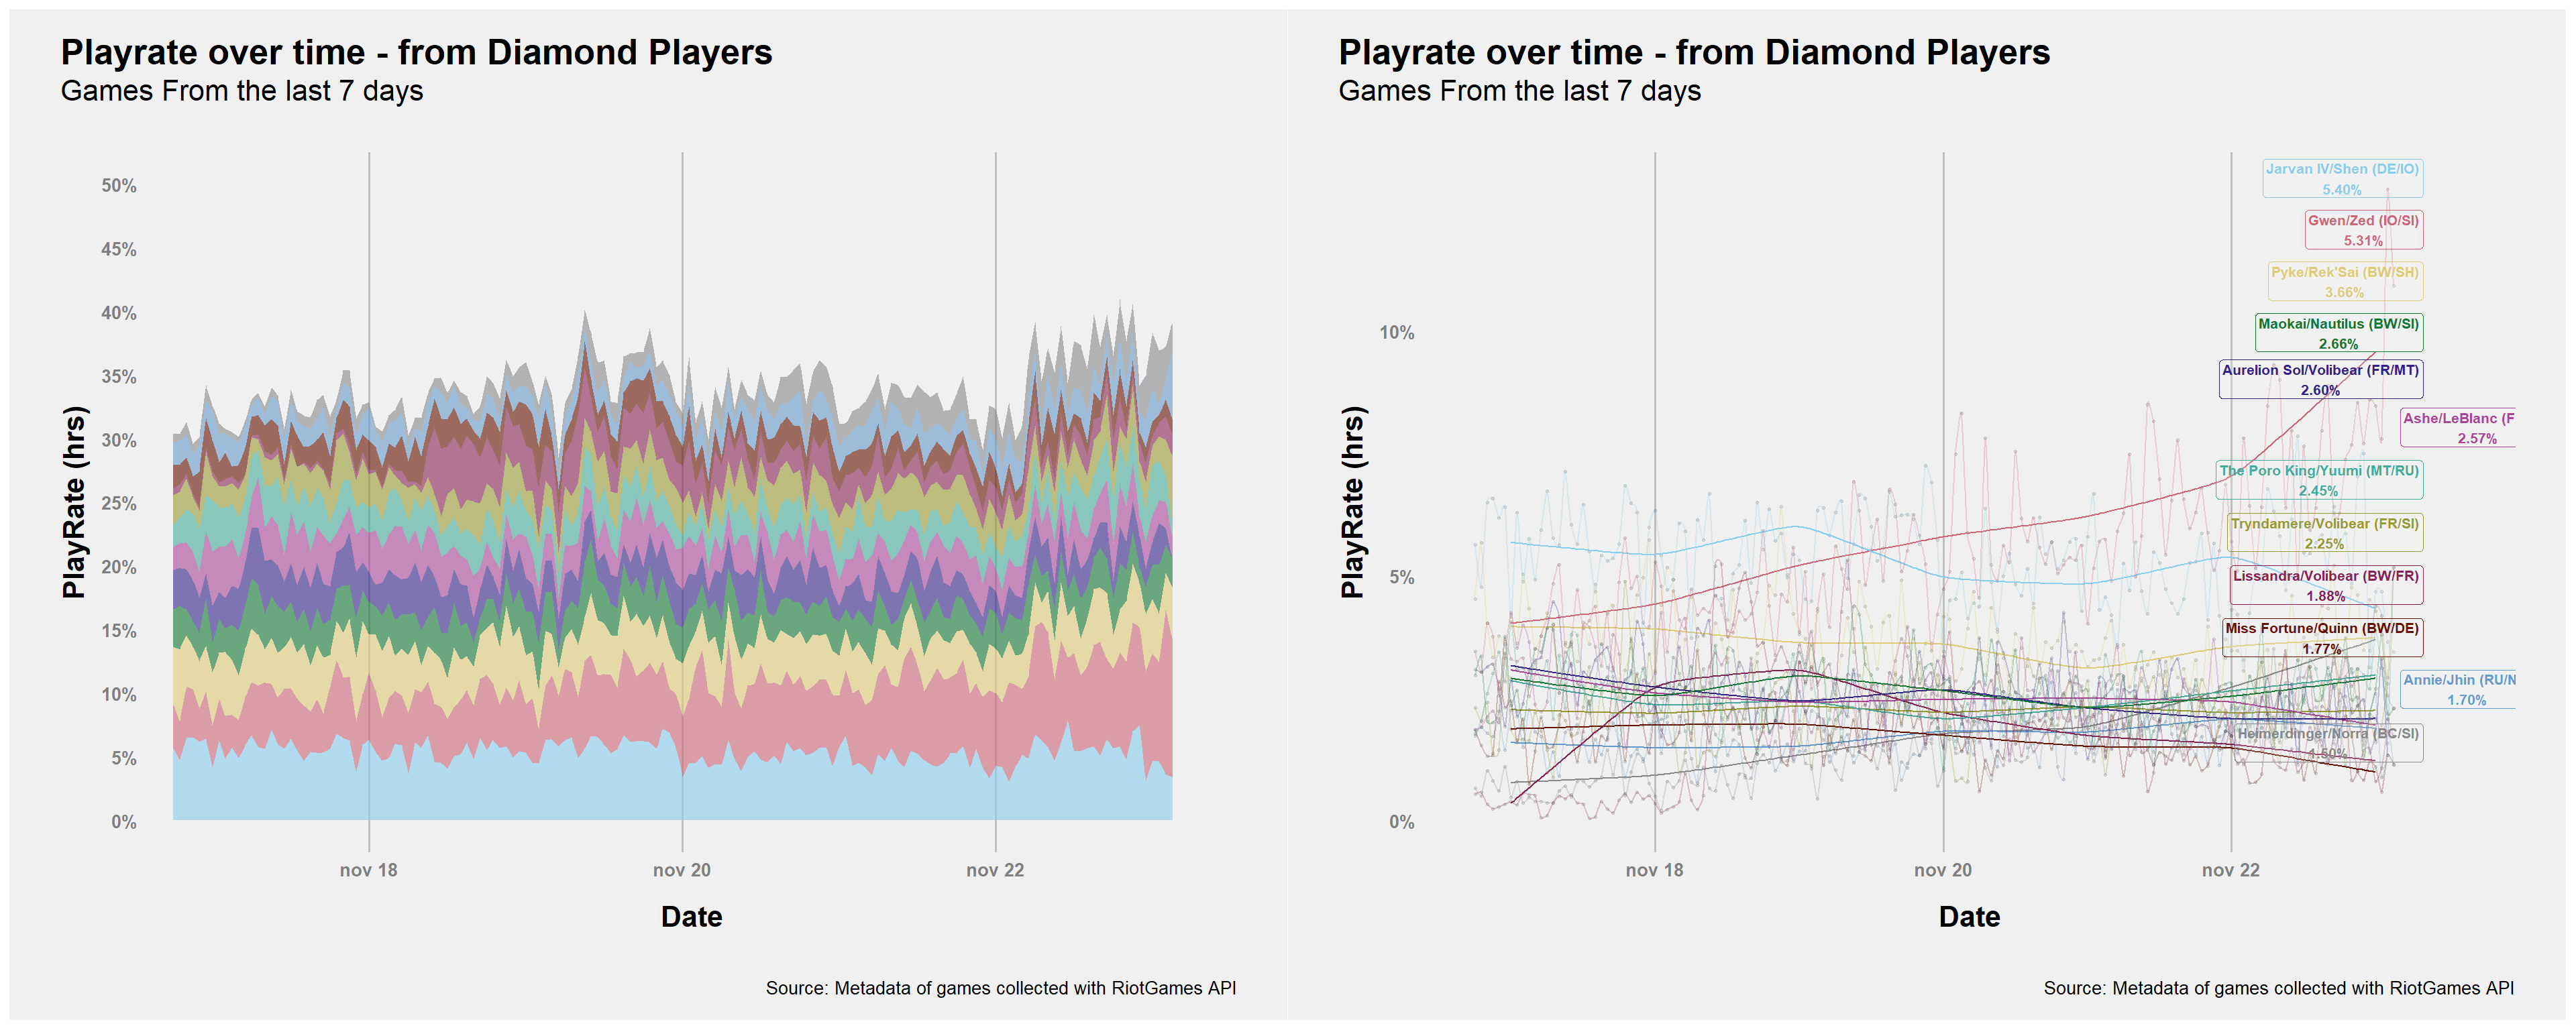 Playrate over time - from Diamond Players
Games From the last 7 days
PlayRate (hrs)
50%
45%
40%
35%
30%
25%
20%
15%
10%
5%
0%
nov 18
nov 20
nov 22
Date
Source: Metadata of games collected with RiotGames API
Playrate over time - from Diamond Players
Games From the last 7 days
PlayRate (hrs)
10%
5%
0%
Jarvan IV/Shen (DE/IO)
5.40%
Gwen/Zed (IO/SI)
5.31%
Pyke/Rek'Sai (BW/SH)
3.66%
Maokai/Nautilus (BW/SI)
2.66%
Aurelion Sol/Volibear (FR/MT)
2.60%
Ashe/LeBlanc (F
2.57%
The Poro King/Yuumi (MT/RU)
2.45%
Tryndamere/Volibear (FR/SI)
2.25%
Lissandra/Volibear (BW/FR)
1.88%
Miss Fortune/Quinn (BW/DE)
1.77%
Annie/Jhin (RU/N
1.70%
Heimerdinger/Norra (BC/SI)
1.50%
nov 18
nov 20
nov 22
Date
Source: Metadata of games collected with RiotGames API